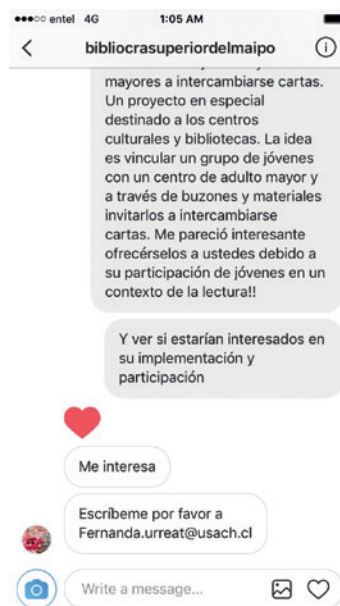 entel 4G 1:05 AM
bibliocrasuperiordelmaipo
mayores a intercambiarse cartas.
Un proyecto en especial
destinado a los centros
culturales y bibliotecas. La idea
es vincular un grupo de jóvenes
con un centro de adulto mayor y
a través de buzones y materiales
invitarlos a intercambiarse
cartas. Me pareció interesante
ofrecérselos a ustedes debido a
su participación de jóvenes en un
contexto de la lectura!!
Y ver si estarían interesados en
su implementación y
participación
Me interesa
Escríbeme por favor a
Fernanda.urreat@usach.cl
Write a message...